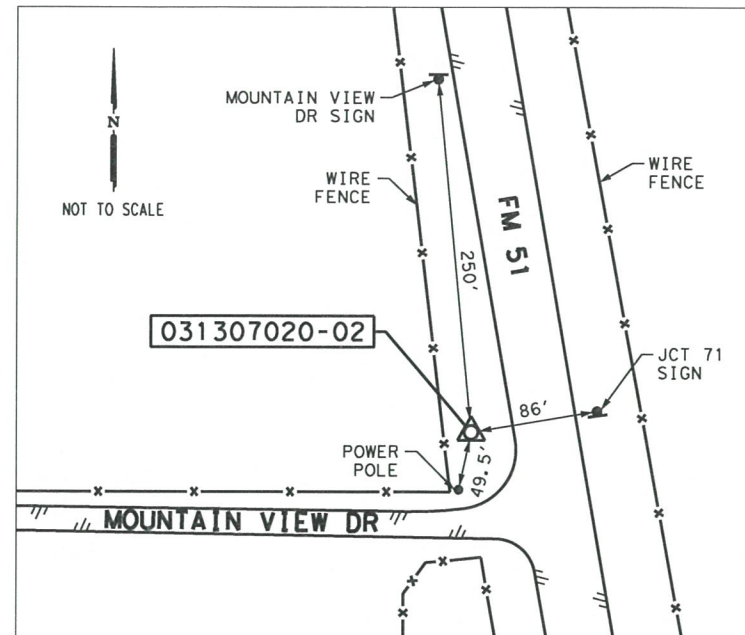 MOUNTAIN VIEW
DR SIGN
N
NOT TO SCALE
WIRE
FENCE
WIRE
FENCE
FM 51
250'
031307020-02
JCT 71
SIGN
86'
POWER
POLE
49.5'
MOUNTAIN VIEW DR